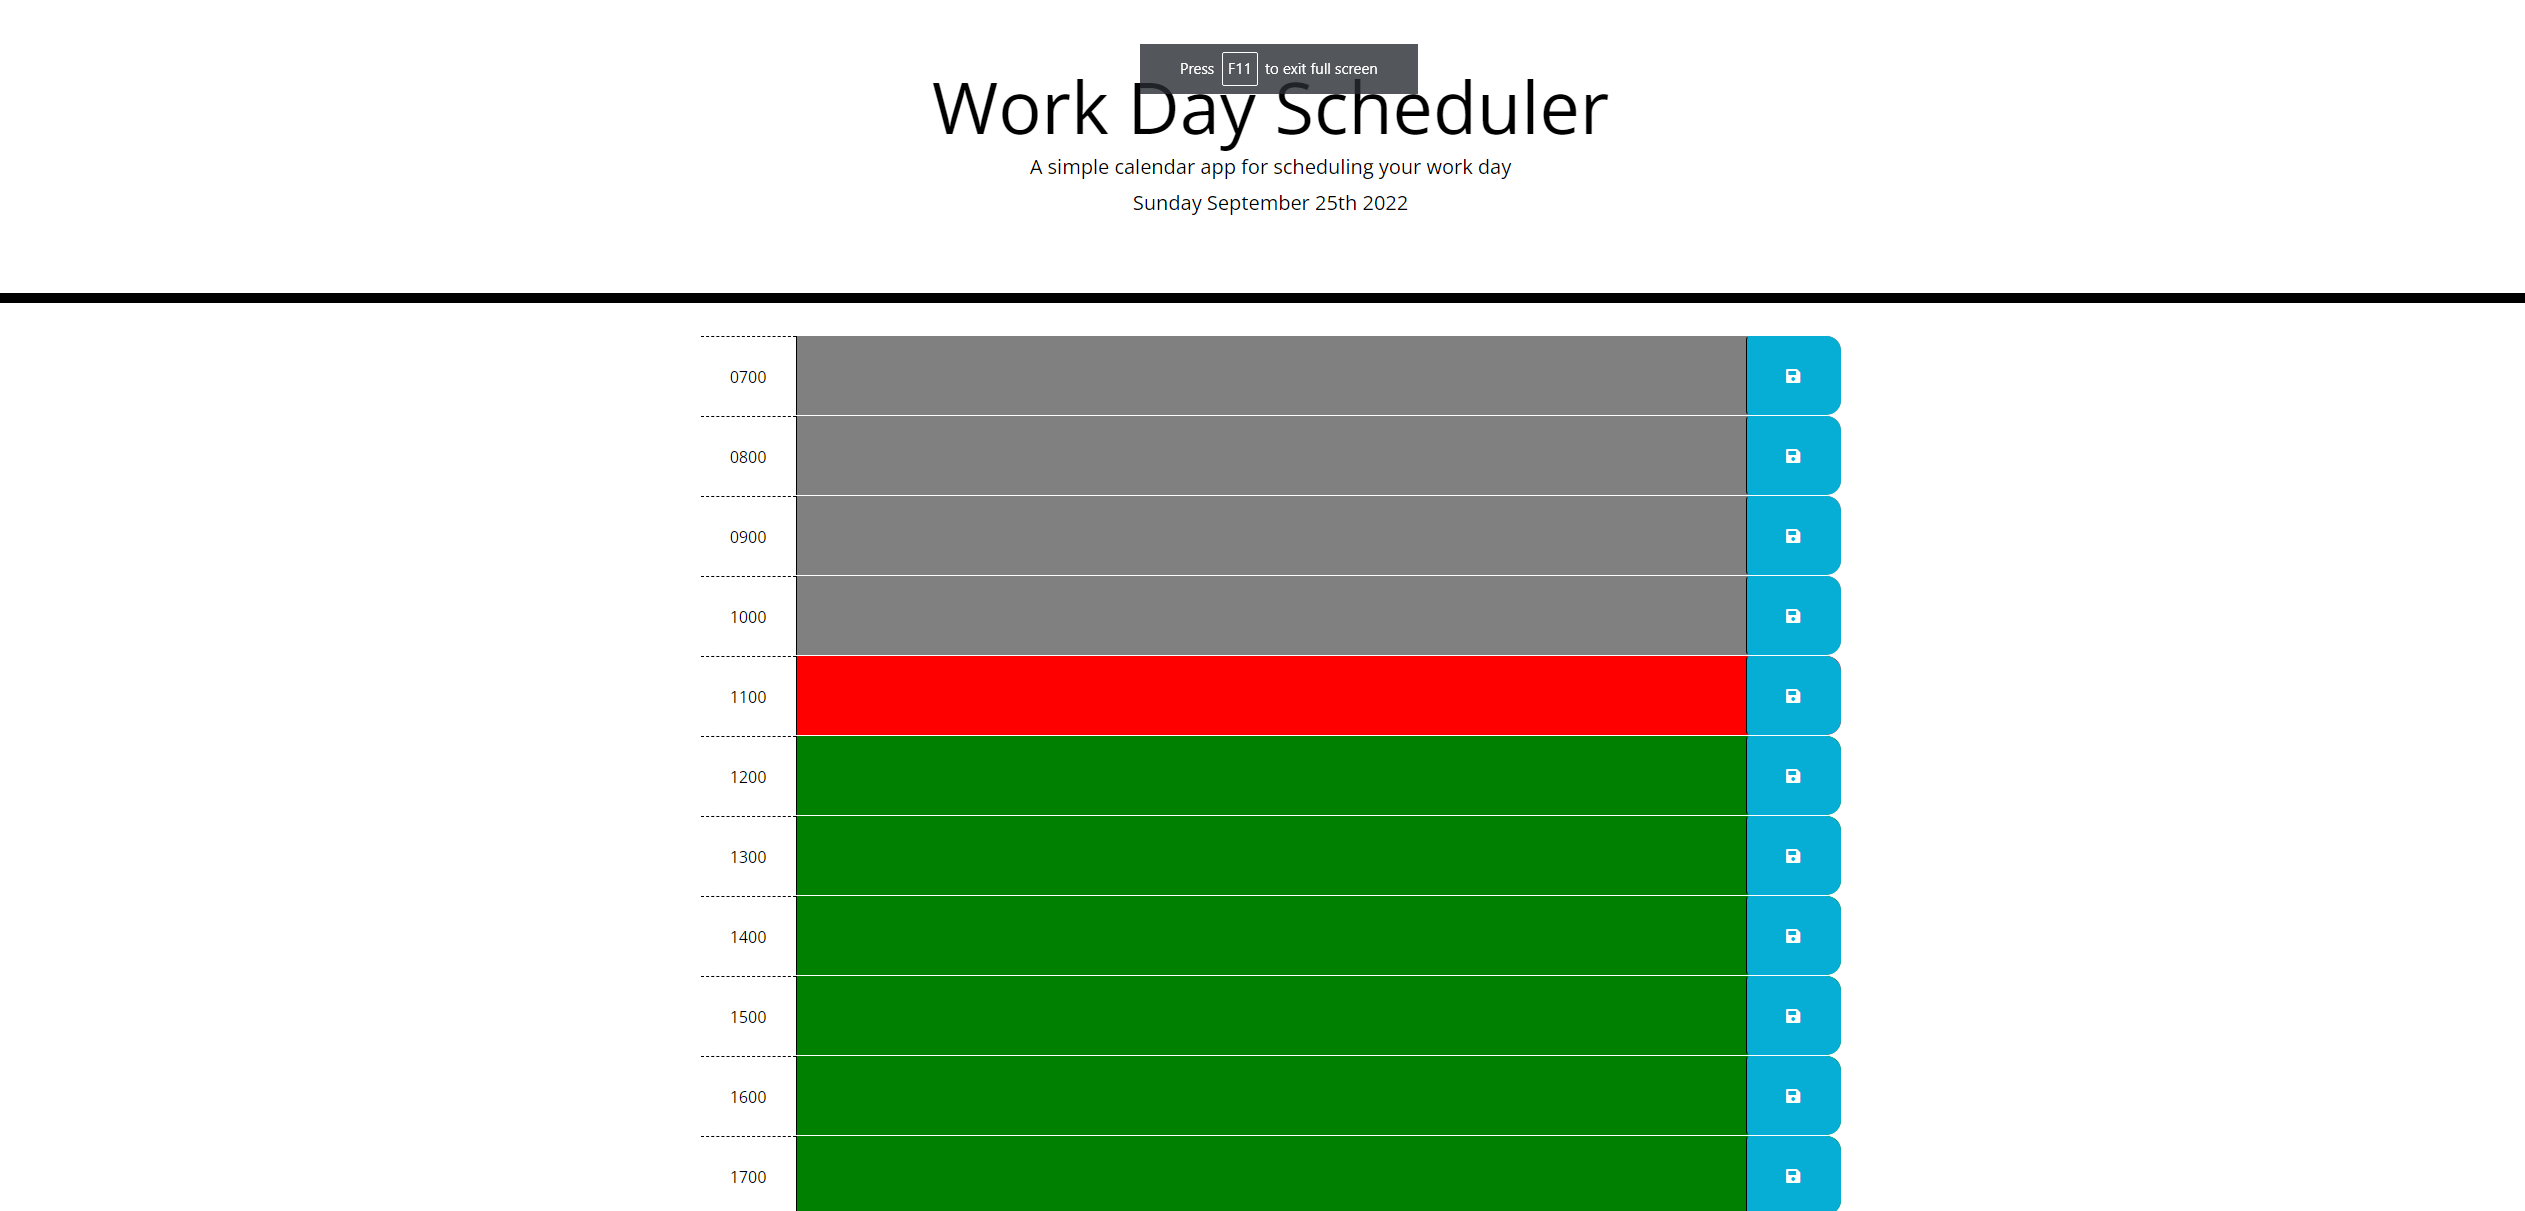 Press F11 to exit full screen
Work Day Scheduler
A simple calendar app for scheduling your work day
Sunday September 25th 2022
0700
0800
0900
1000
1100
1200
1300
1400
1500
1600
1700